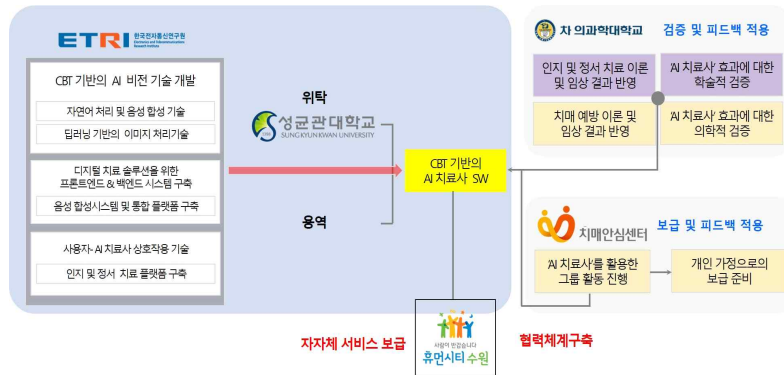 ETRI 한국전자통신연구원
Electronics and Telecommunications
Research Institute
CBT 기반의 AI 비전 기술 개발
자연어 처리 및 음성 합성 기술
딥러닝 기반의 이미지 처리기술
디지털 치료 솔루션을 위한
프론트엔드 & 백엔드 시스템 구축
음성 합성시스템 및 통합 플랫폼 구축
사용자- AI 치료사 상호작용 기술
인지 및 정서 치료 플랫폼 구축
위탁
성균관대학교
SUNGKYUNKWAN UNIVERSITY
용역
CBT 기반의
AI 치료사 SW
차 의과학대학교
검증 및 피드백 적용
인지 및 정서 치료 이론
및 임상 결과 반영
'AI 치료사' 효과에 대한
학술적 검증
치매 예방 이론 및
임상 결과 반영
'AI 치료사' 효과에 대한
의학적 검증
치매안심센터
보급 및 피드백 적용
'AI 치료사'를 활용한
그룹 활동 진행
개인 가정으로의
보급 준비
자자체 서비스 보급
사람이 반갑습니다
휴먼시티 수원
협력체계구축